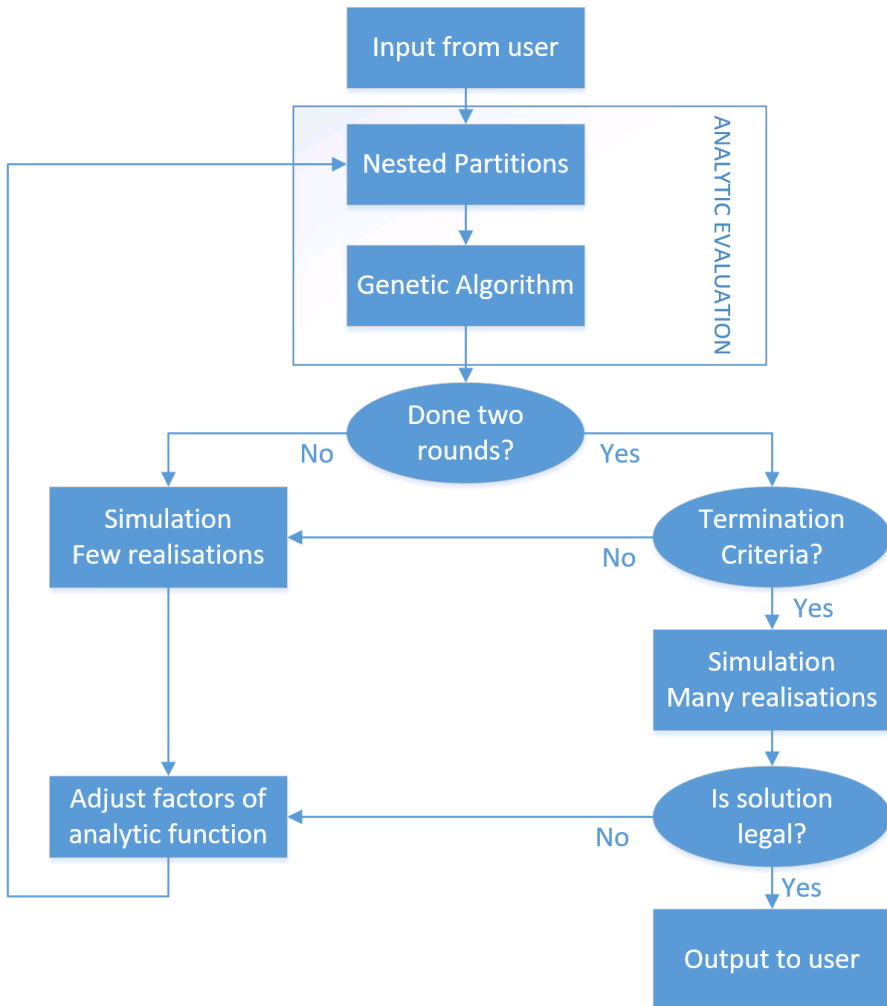 Input from user
ANALYTIC EVALUATION
Nested Partitions
Genetic Algorithm
Done two
rounds?
No
Yes
Simulation
Few realisations
Termination
Criteria?
No
Yes
Simulation
Many realisations
Adjust factors of
analytic function
Is solution
legal?
No
Yes
Output to user